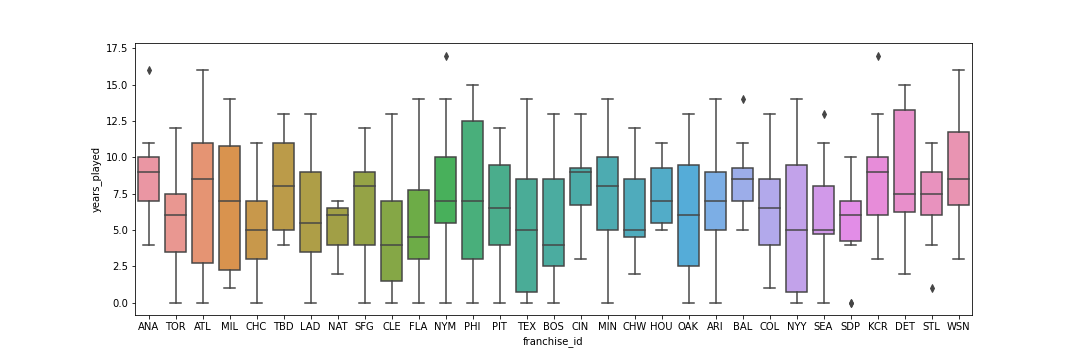 17.5
15.0
12.5
10.0
7.5
5.0
2.5
0.0
years_played
ANA TOR ATL MIL CHC TBD LAD NAT SFG CLE FLA NYM PHI PIT TEX BOS CIN MIN CHW HOU OAK ARI BAL COL NYY SEA SDP KCR DET STL WSN
franchise_id